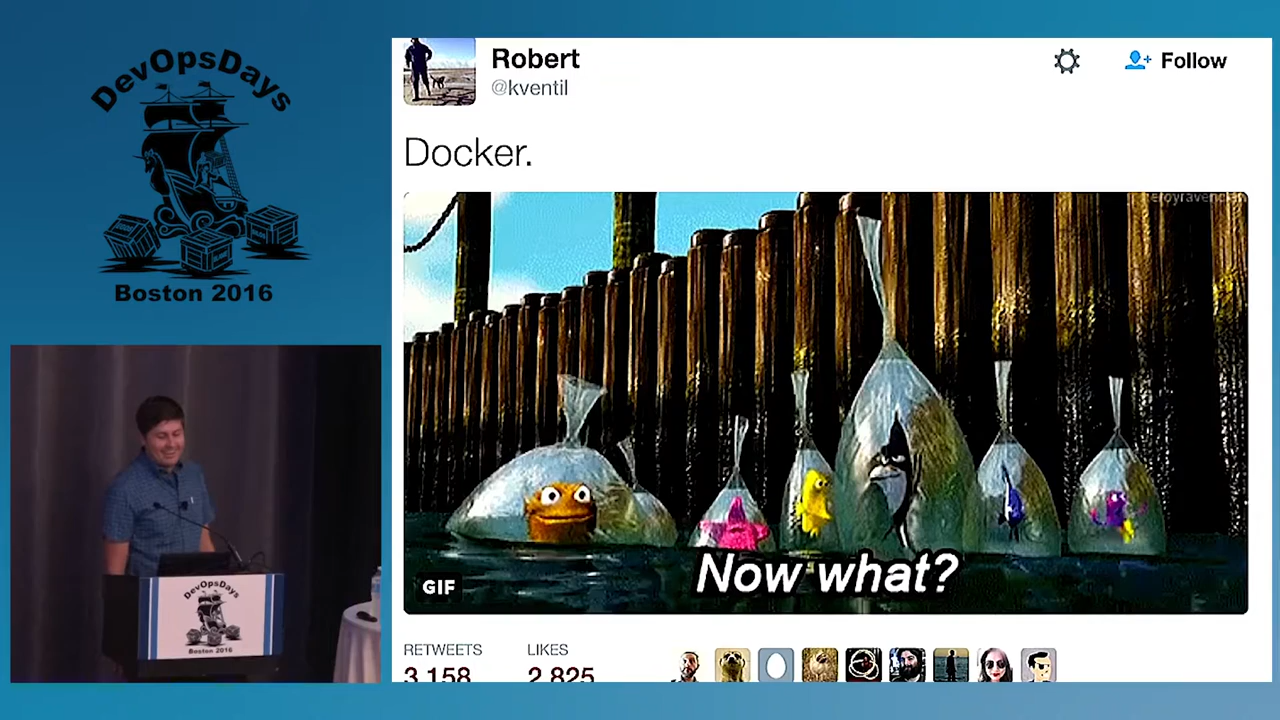 DevOpsDays
Boston 2016
Robert
@kventil
Follow
Docker.
Now what?
GIF
RETWEETS
LIKES
3,158
2,825
DevOpsDays
Boston 2016